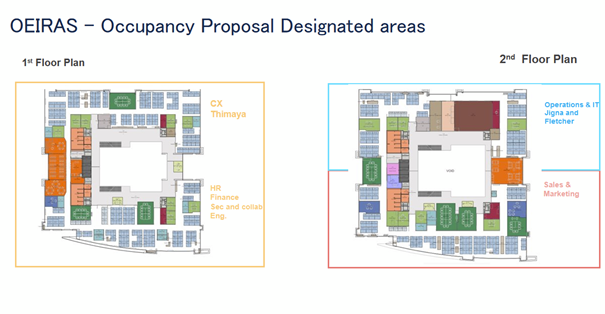 OEIRAS – Occupancy Proposal Designated areas
1st Floor Plan
2nd Floor Plan
CX
Thimaya
HR
Finance
Sec and collab
Eng.
Operations & IT
Jigna and
Fletcher
Sales &
Marketing